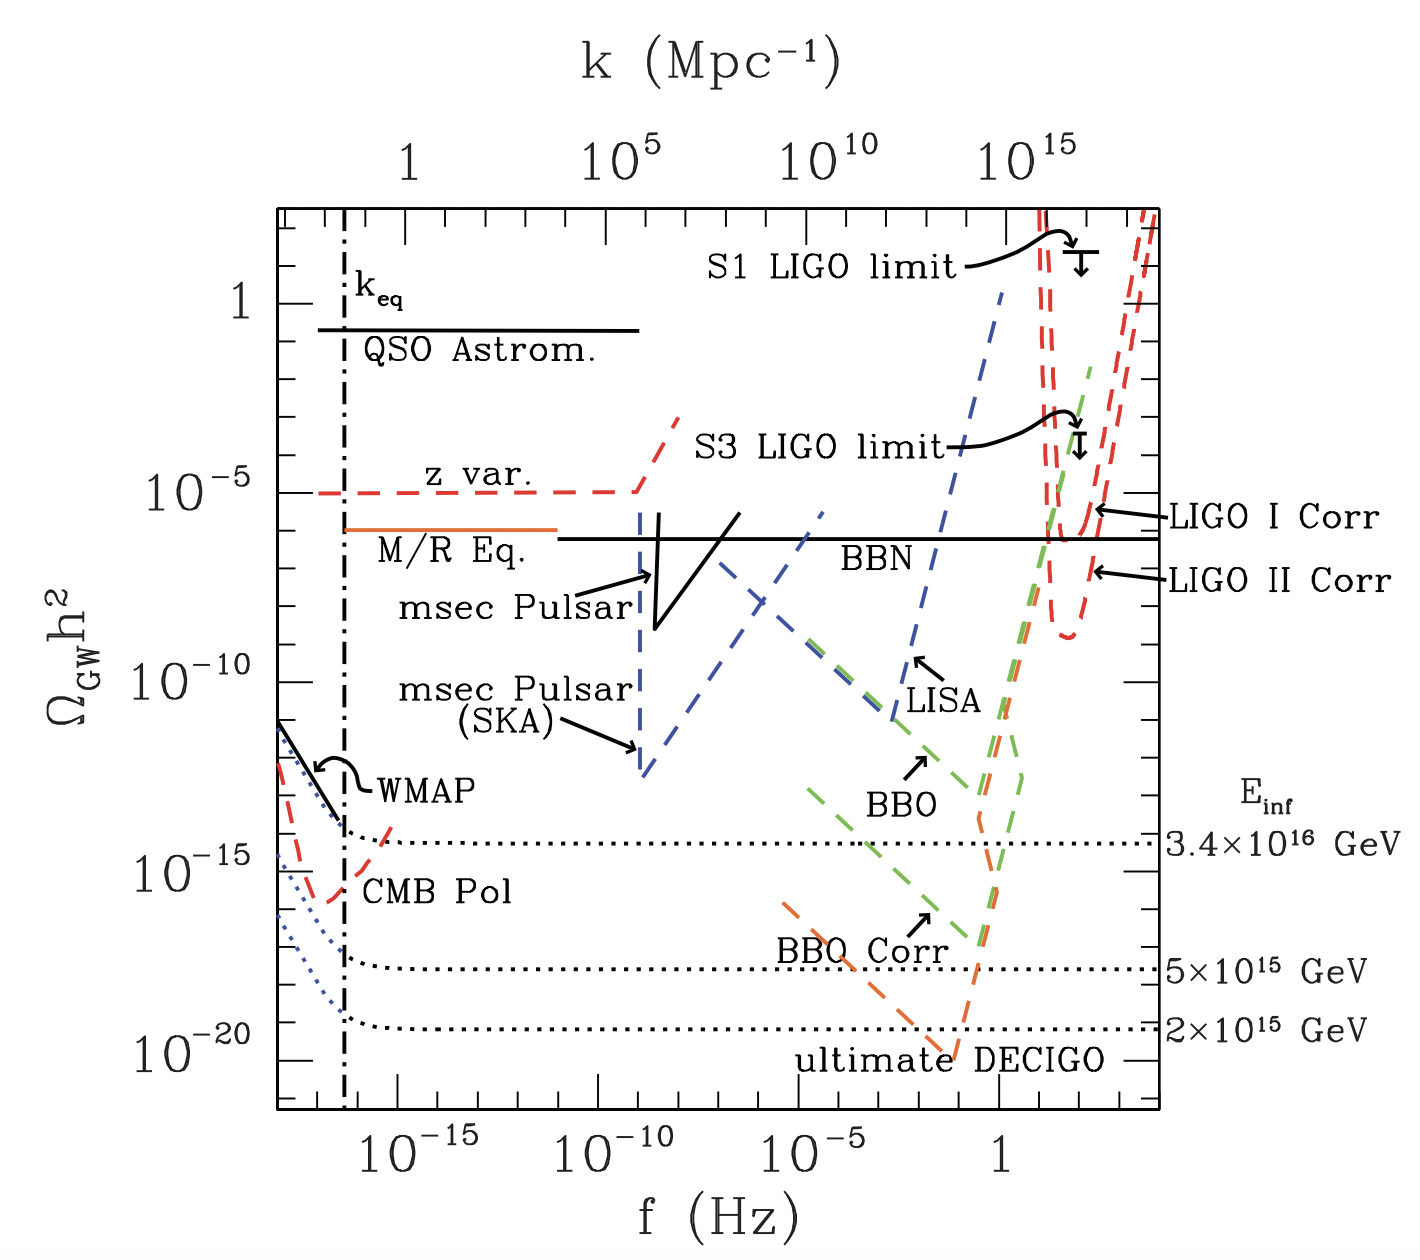 k (Mpc⁻¹)
1 10⁵ 10¹⁰ 10¹⁵
S1 LIGO limit
k_eq
1
QSO Astrom.
S3 LIGO limit
z var.
10⁻⁵
LIGO I Corr
M/R Eq.
BBN
LIGO II Corr
msec Pulsar
Ω_GW h²
10⁻¹⁰
msec Pulsar
(SKA)
LISA
WMAP
BBO
E_inf
3.4×10¹⁶ GeV
10⁻¹⁵
CMB Pol
BBO Corr
5×10¹⁵ GeV
2×10¹⁵ GeV
10⁻²⁰
ultimate DECIGO
10⁻¹⁵ 10⁻¹⁰ 10⁻⁵ 1
f (Hz)